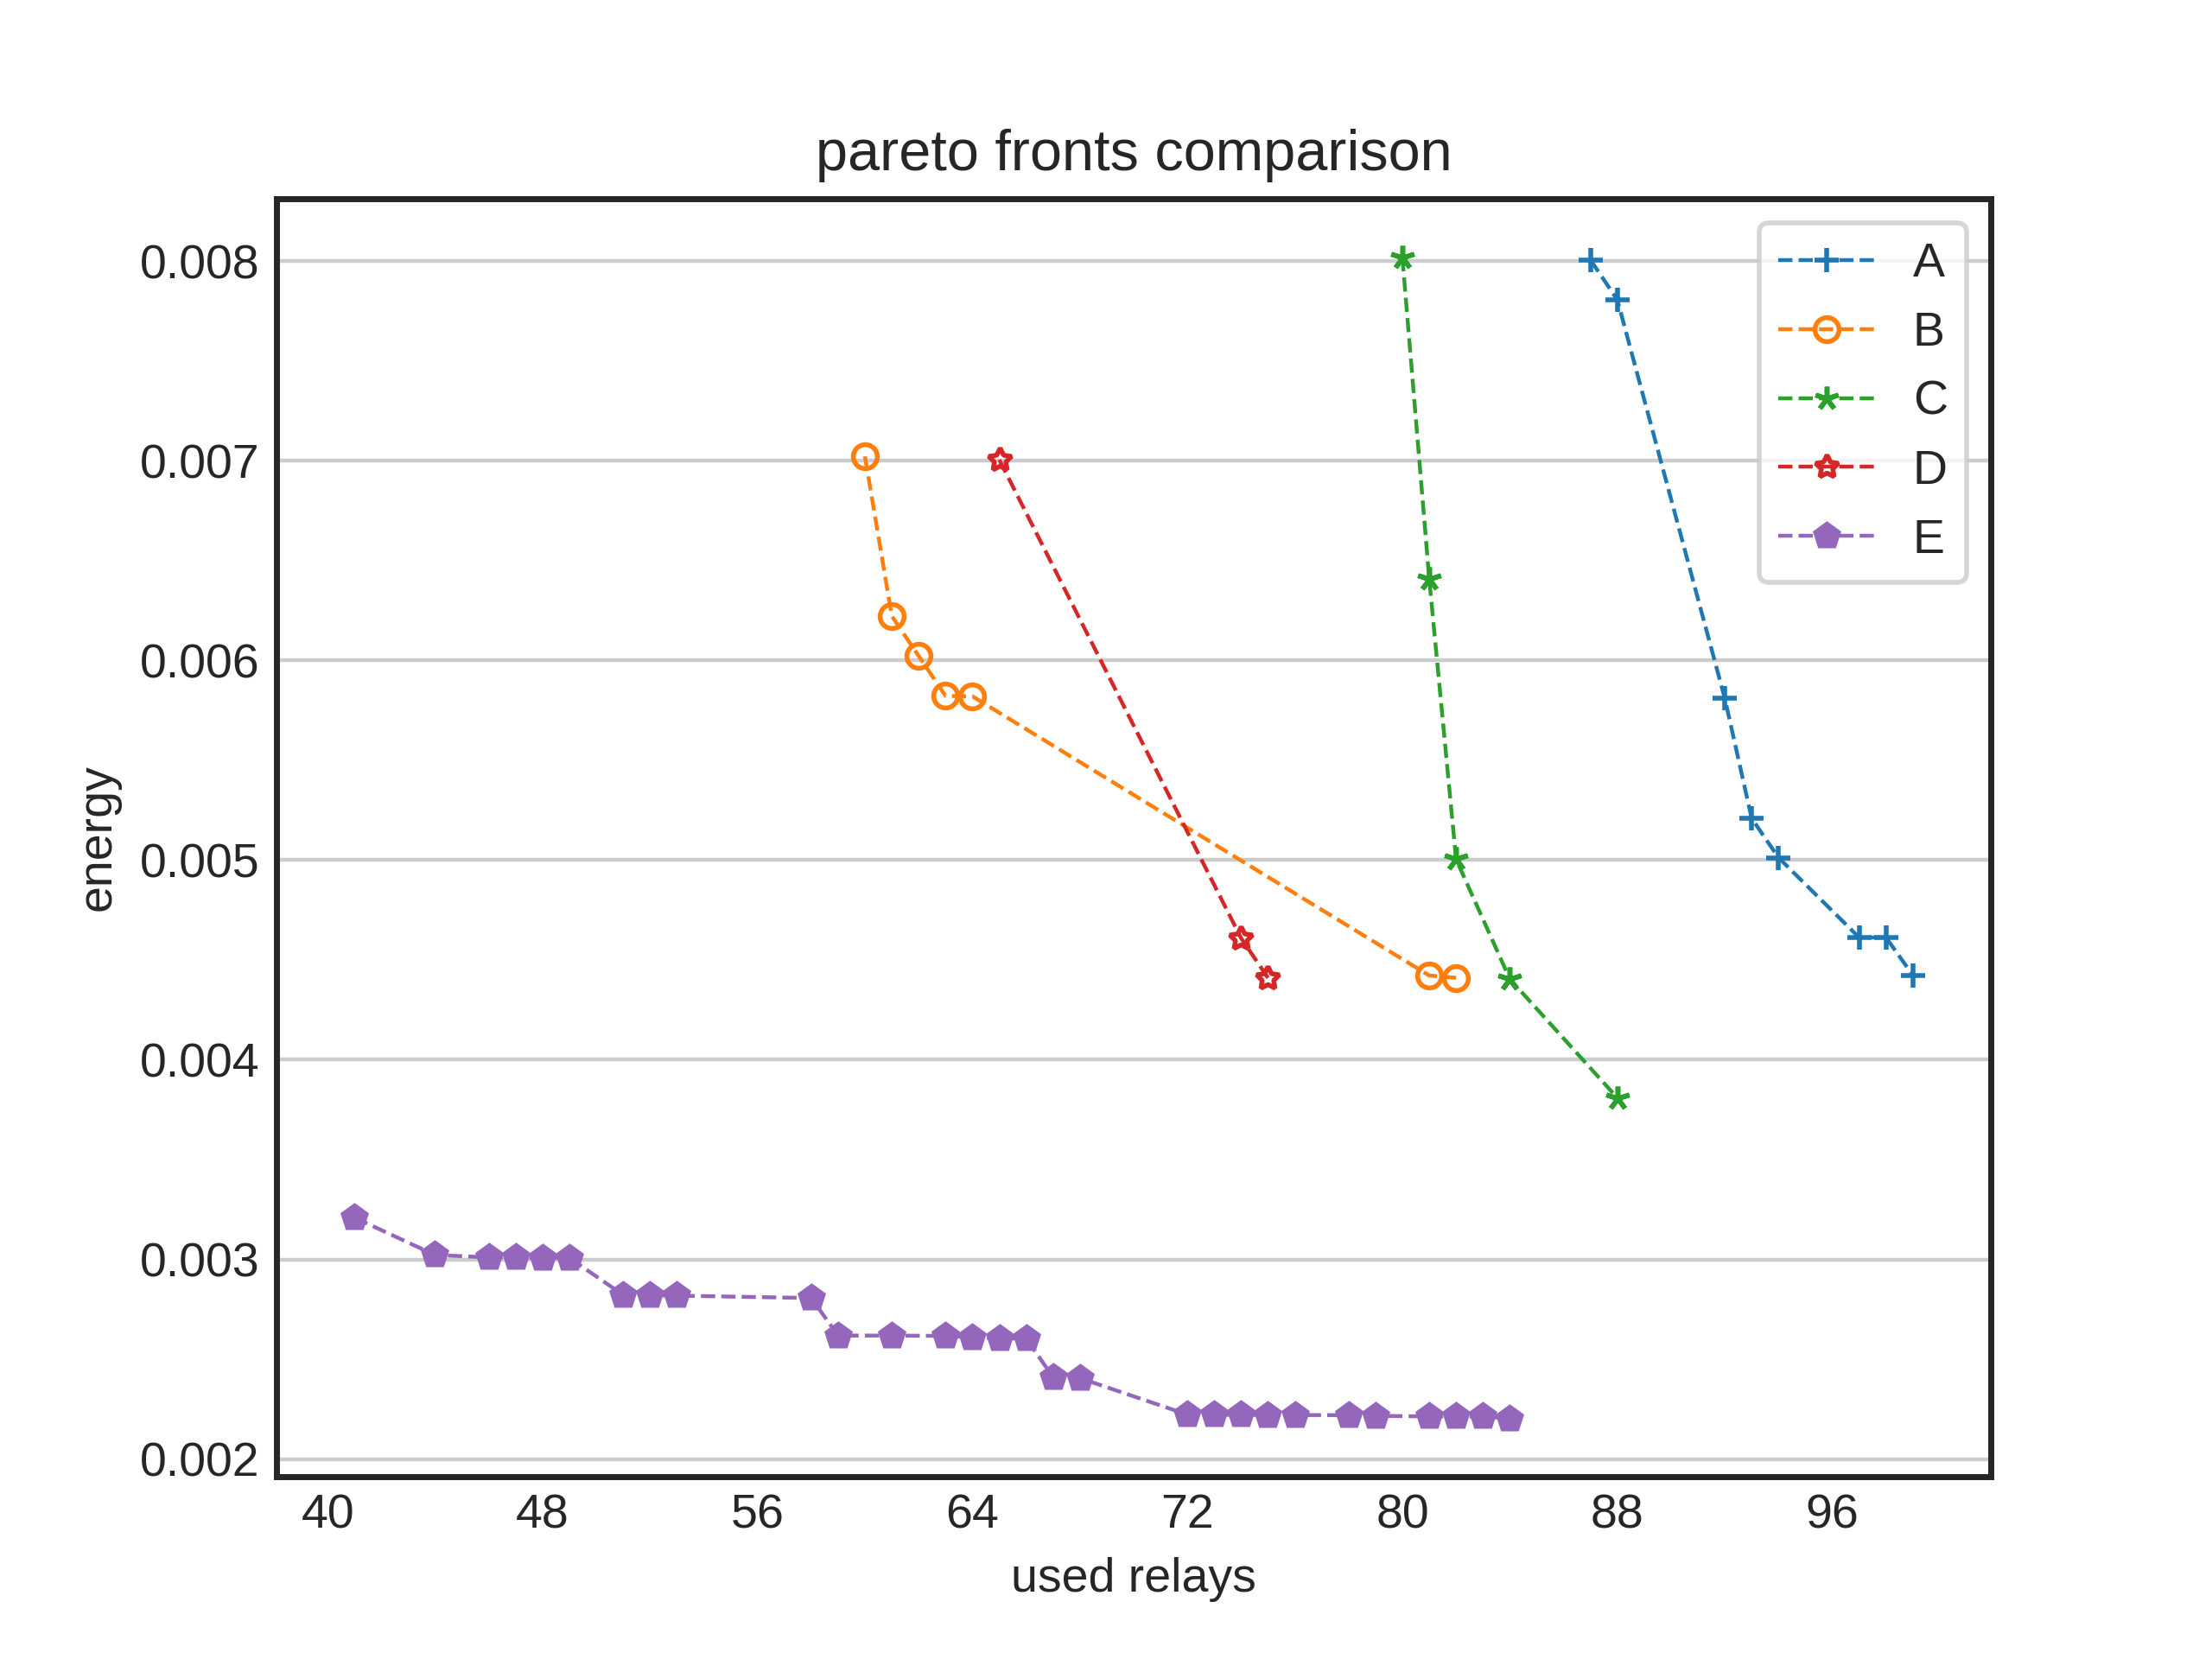 pareto fronts comparison
0.008
0.007
0.006
0.005
0.004
0.003
0.002
energy
A
B
C
D
E
40 48 56 64 72 80 88 96
used relays